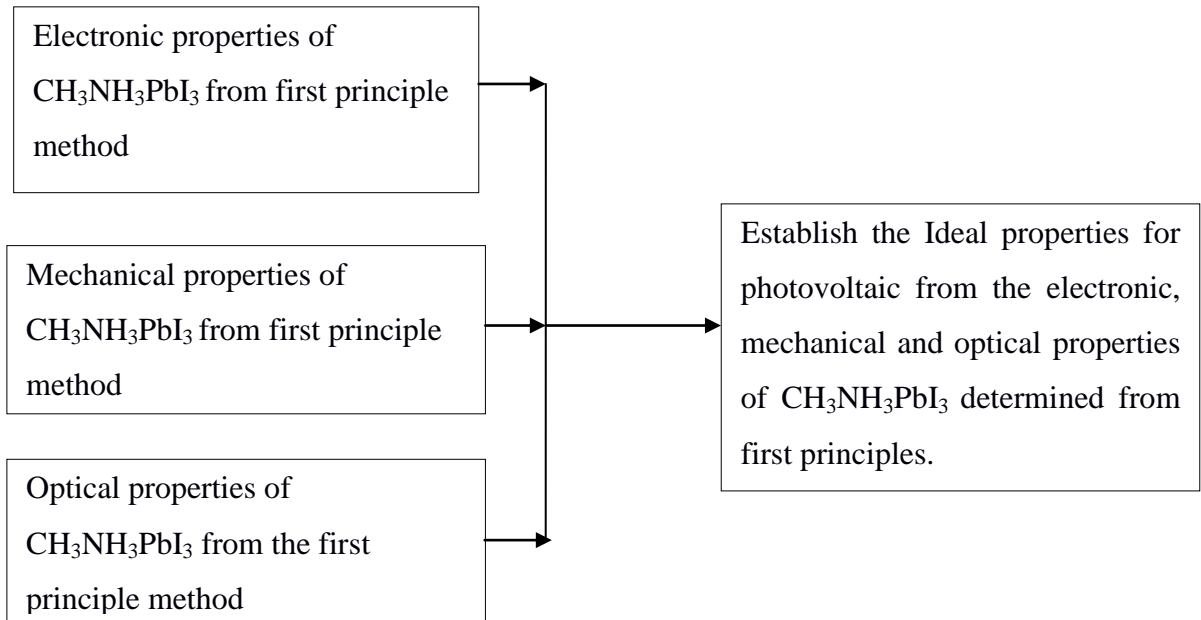 Electronic properties of
CH₃NH₃PbI₃ from first principle
method
Mechanical properties of
CH₃NH₃PbI₃ from first principle
method
Optical properties of
CH₃NH₃PbI₃ from the first
principle method
Establish the Ideal properties for
photovoltaic from the electronic,
mechanical and optical properties
of CH₃NH₃PbI₃ determined from
first principles.